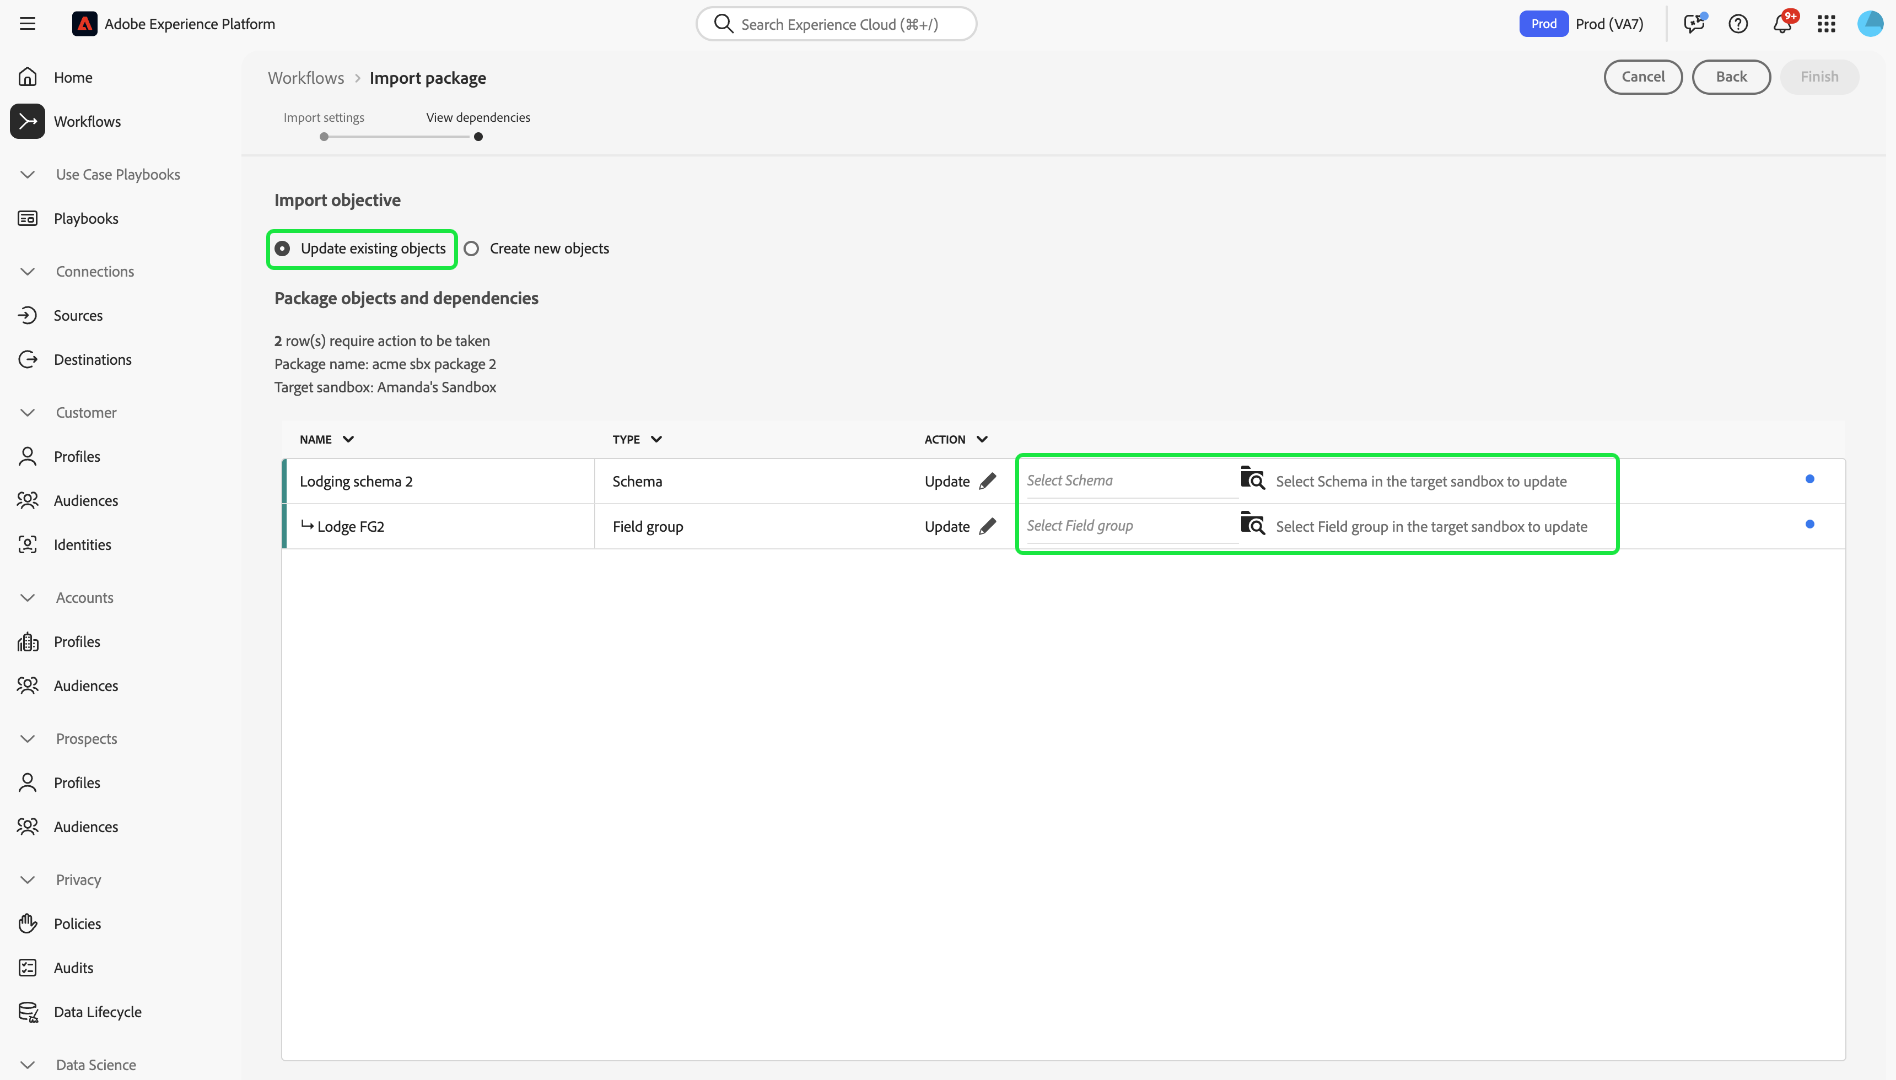 Adobe Experience Platform
Search Experience Cloud (⌘+/)
Prod
Prod (VA7)
9+
Home
Workflows
Use Case Playbooks
Playbooks
Connections
Sources
Destinations
Customer
Profiles
Audiences
Identities
Accounts
Profiles
Audiences
Prospects
Profiles
Audiences
Privacy
Policies
Audits
Data Lifecycle
Data Science
Workflows > Import package
Cancel
Back
Finish
Import settings
View dependencies
Import objective
Update existing objects
Create new objects
Package objects and dependencies
2 row(s) require action to be taken
Package name: acme sbx package 2
Target sandbox: Amanda's Sandbox
NAME TYPE ACTION
Lodging schema 2 Schema Update Select Schema Select Schema in the target sandbox to update
Lodge FG2 Field group Update Select Field group Select Field group in the target sandbox to update